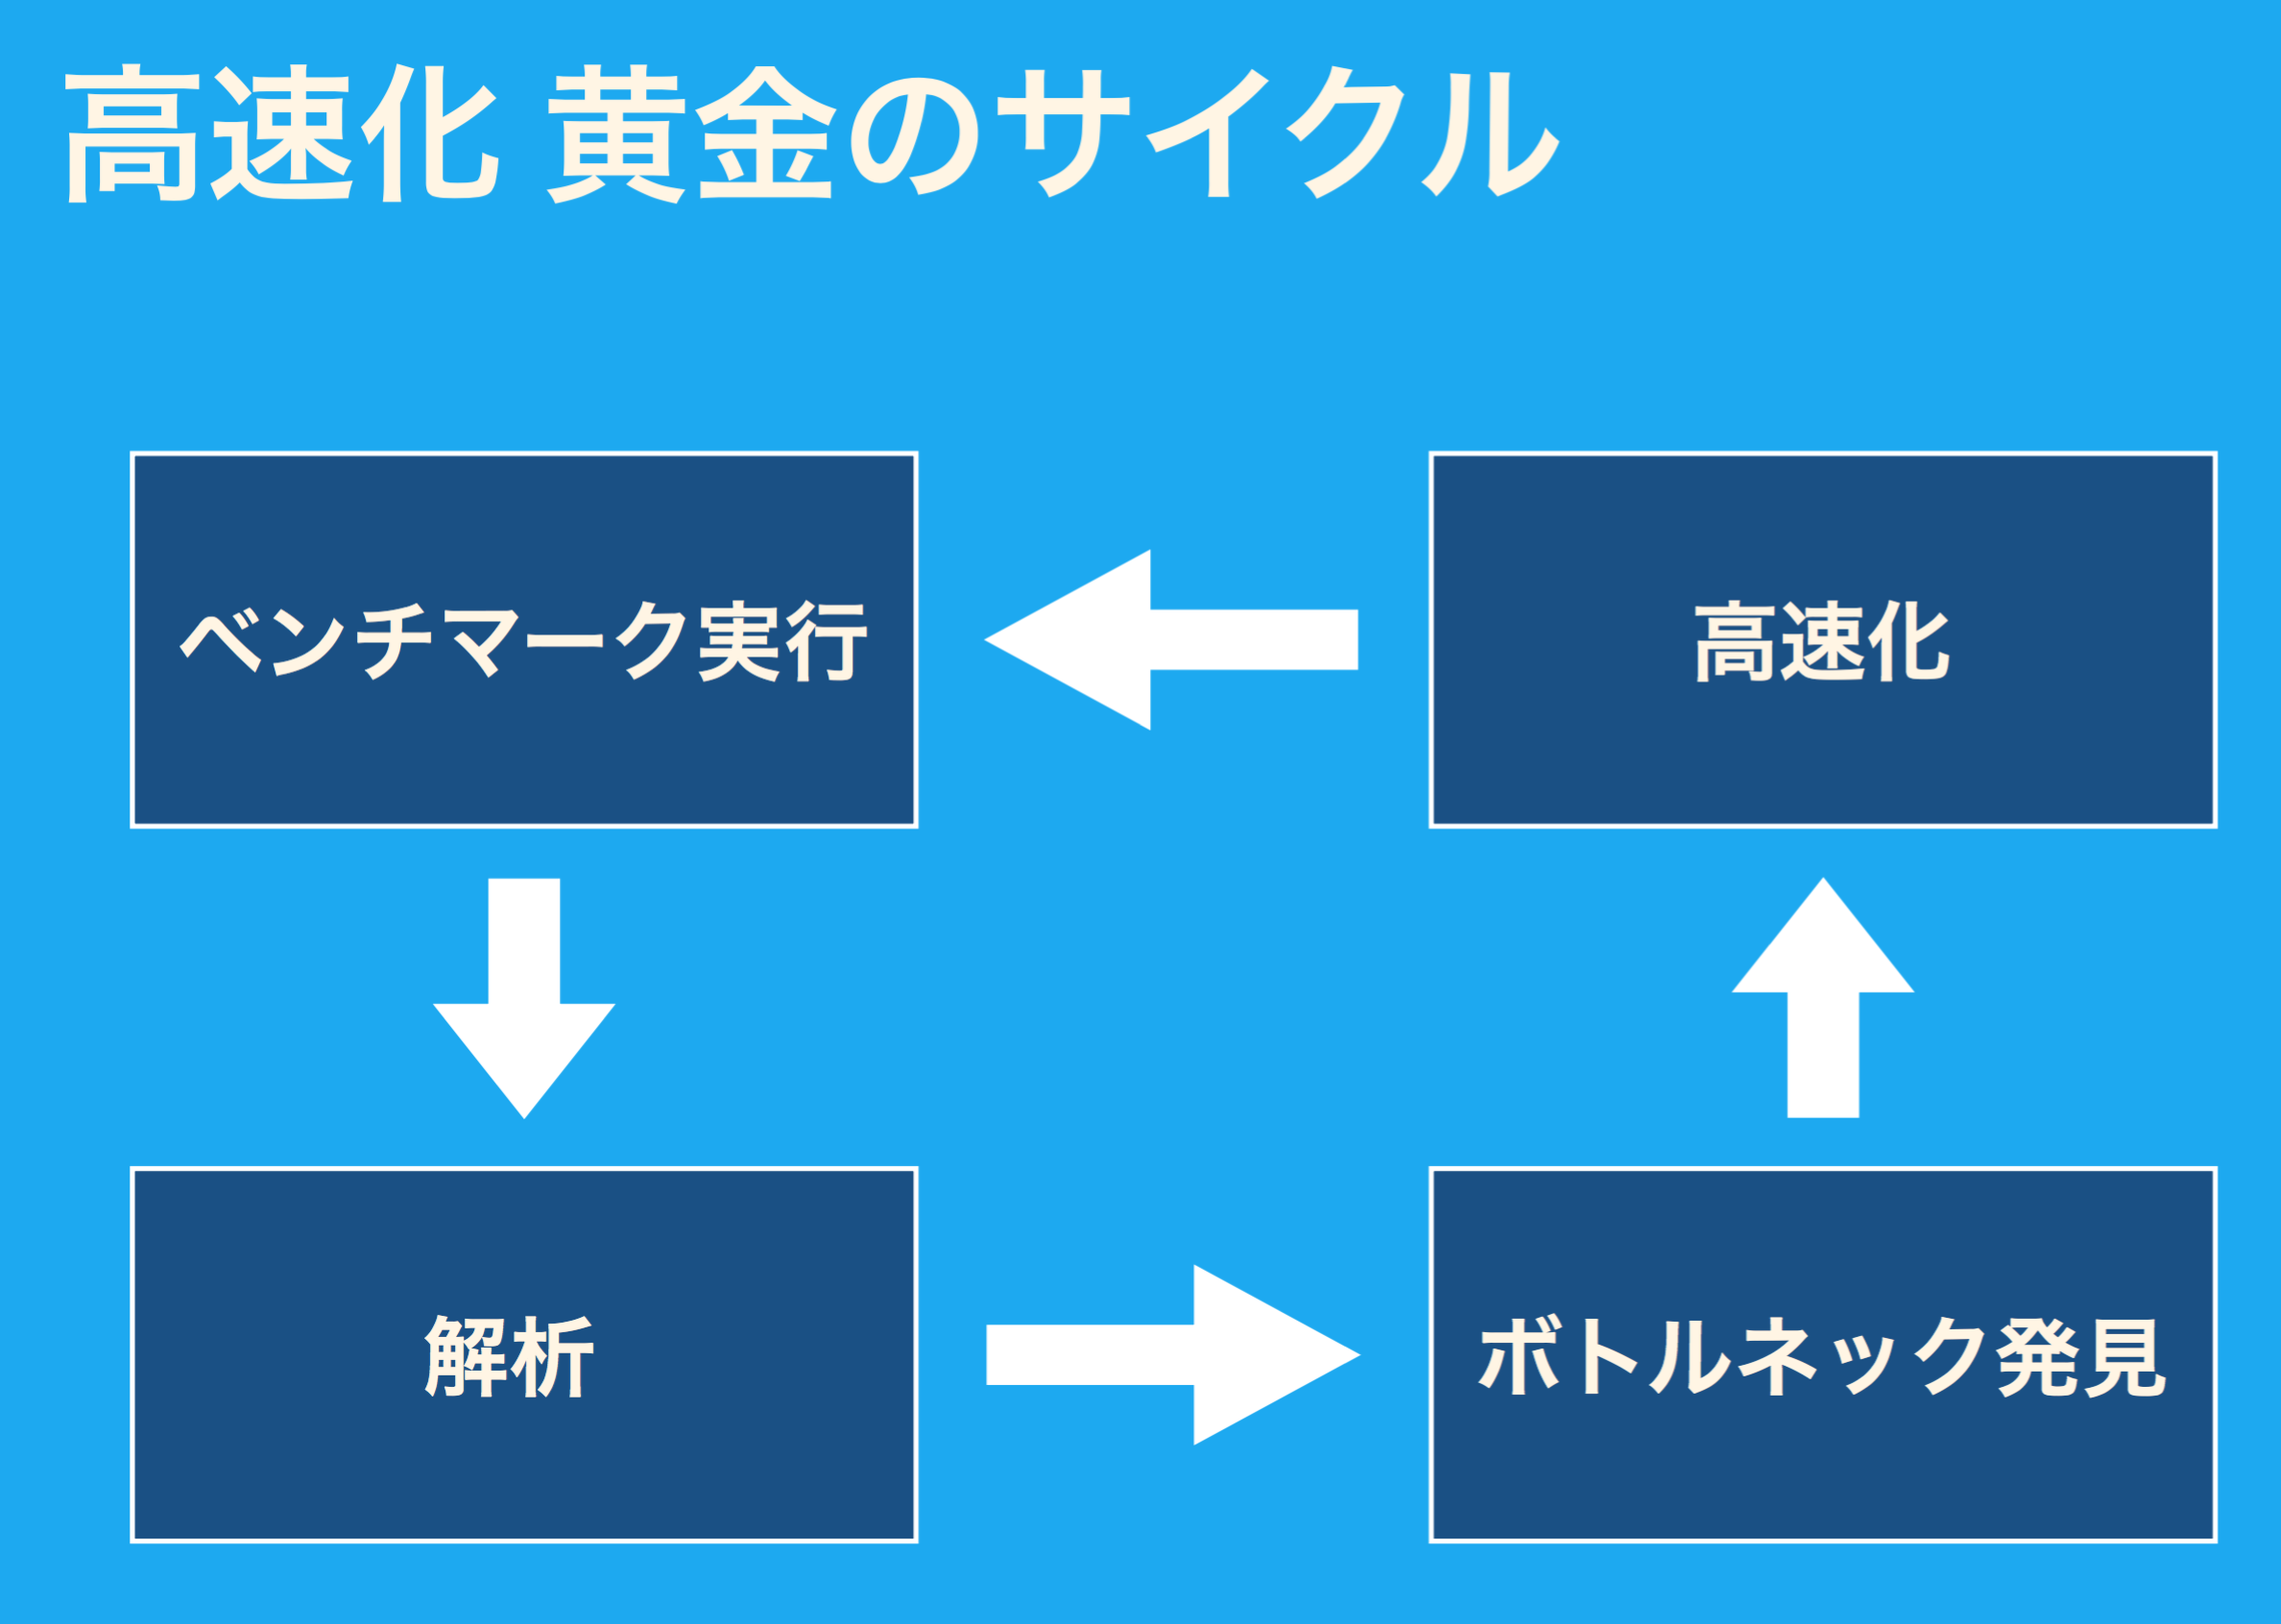 高速化 黄金のサイクル
ベンチマーク実行
高速化
解析
ボトルネック発見